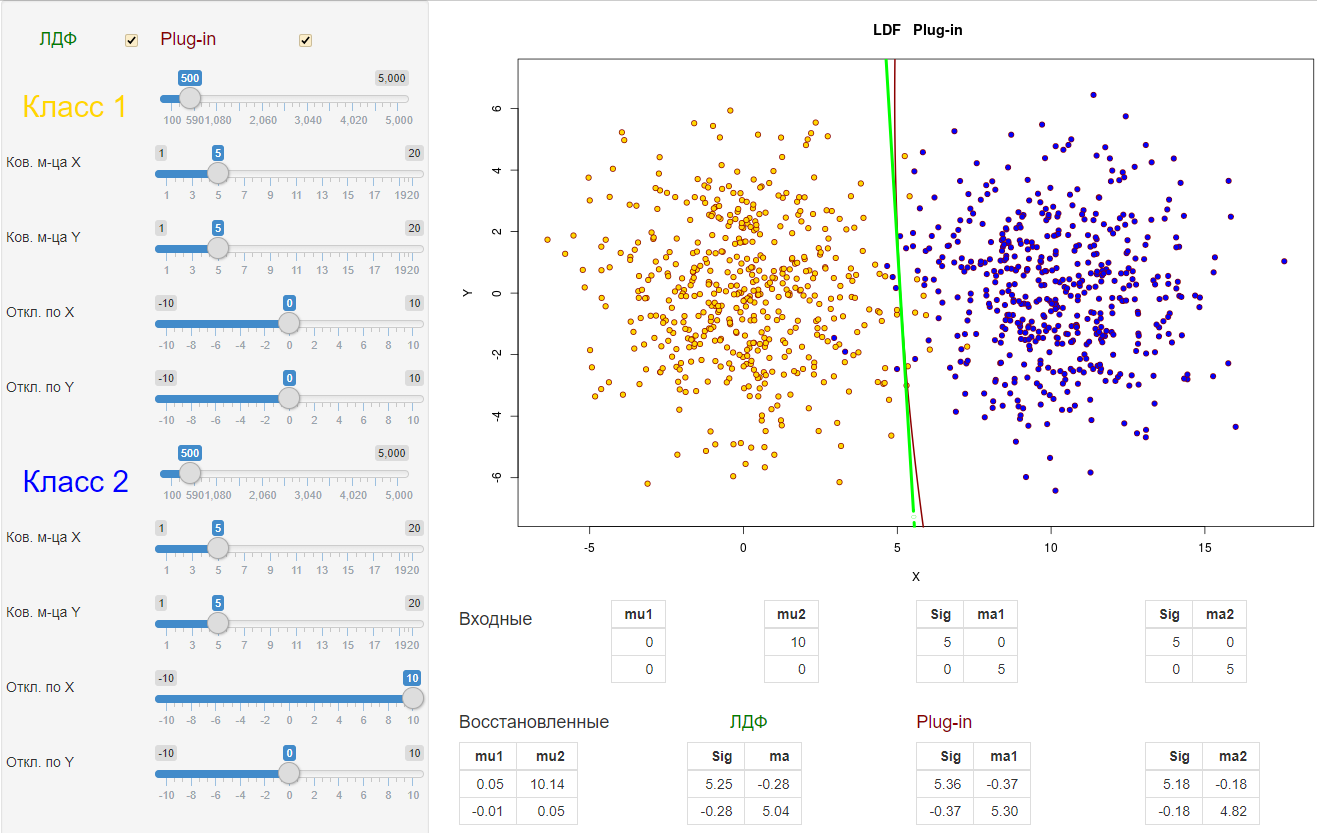 ЛДФ Plug-in
Класс 1
500 5,000
100 590 1,080 2,060 3,040 4,020 5,000
Ков. м-ца X
1 5 20
1 3 5 7 9 11 13 15 17 19 20
Ков. м-ца Y
1 5 20
1 3 5 7 9 11 13 15 17 19 20
Откл. по X
-10 0 10
-10 -8 -6 -4 -2 0 2 4 6 8 10
Откл. по Y
-10 0 10
-10 -8 -6 -4 -2 0 2 4 6 8 10
Класс 2
500 5,000
100 590 1,080 2,060 3,040 4,020 5,000
Ков. м-ца X
1 5 20
1 3 5 7 9 11 13 15 17 19 20
Ков. м-ца Y
1 5 20
1 3 5 7 9 11 13 15 17 19 20
Откл. по X
-10 10
-10 -8 -6 -4 -2 0 2 4 6 8 10
Откл. по Y
-10 0 10
-10 -8 -6 -4 -2 0 2 4 6 8 10
LDF Plug-in
6
4
2
0
-2
-4
-6
Y
-5 0 5 10 15
X
Входные
mu1
0
0
mu2
10
0
Sig ma1
5 0
0 5
Sig ma2
5 0
0 5
Восстановленные ЛДФ Plug-in
mu1 mu2
0.05 10.14
-0.01 0.05
Sig ma
5.25 -0.28
-0.28 5.04
Sig ma1
5.36 -0.37
-0.37 5.30
Sig ma2
5.18 -0.18
-0.18 4.82